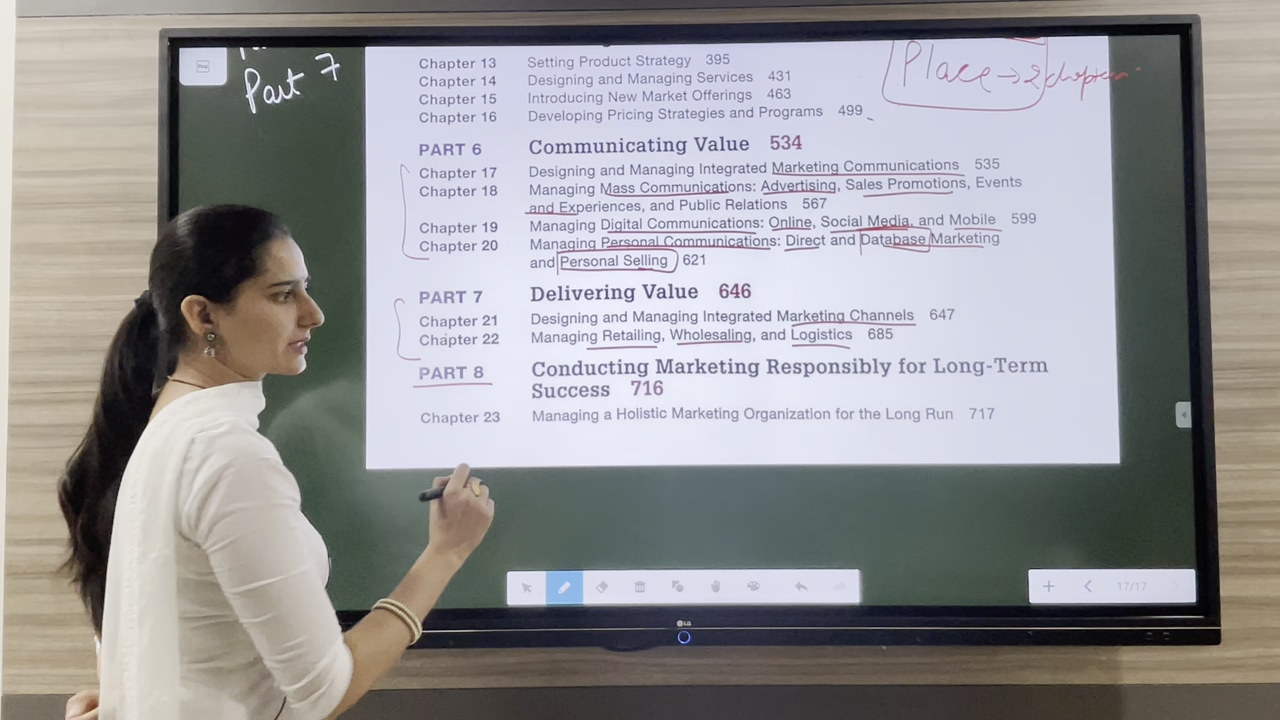 Part 7
Place → 2 chapters
Chapter 13 Setting Product Strategy 395
Chapter 14 Designing and Managing Services 431
Chapter 15 Introducing New Market Offerings 463
Chapter 16 Developing Pricing Strategies and Programs 499
PART 6 Communicating Value 534
Chapter 17 Designing and Managing Integrated Marketing Communications 535
Chapter 18 Managing Mass Communications: Advertising, Sales Promotions, Events
and Experiences, and Public Relations 567
Chapter 19 Managing Digital Communications: Online, Social Media, and Mobile 599
Chapter 20 Managing Personal Communications: Direct and Database Marketing
and Personal Selling 621
PART 7 Delivering Value 646
Chapter 21 Designing and Managing Integrated Marketing Channels 647
Chapter 22 Managing Retailing, Wholesaling, and Logistics 685
PART 8 Conducting Marketing Responsibly for Long-Term
Success 716
Chapter 23 Managing a Holistic Marketing Organization for the Long Run 717
17/17
LG